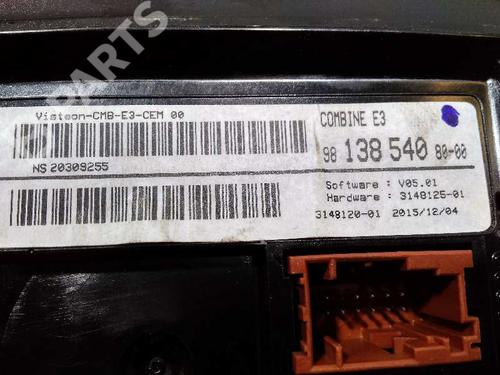 PARTS
Visteon-CMB-E3-CEM 00
NS 20309255
COMBINE E3
98 138 540 80-00
Software : V05.01
Hardware : 3148125-01
3148120-01 2015/12/04